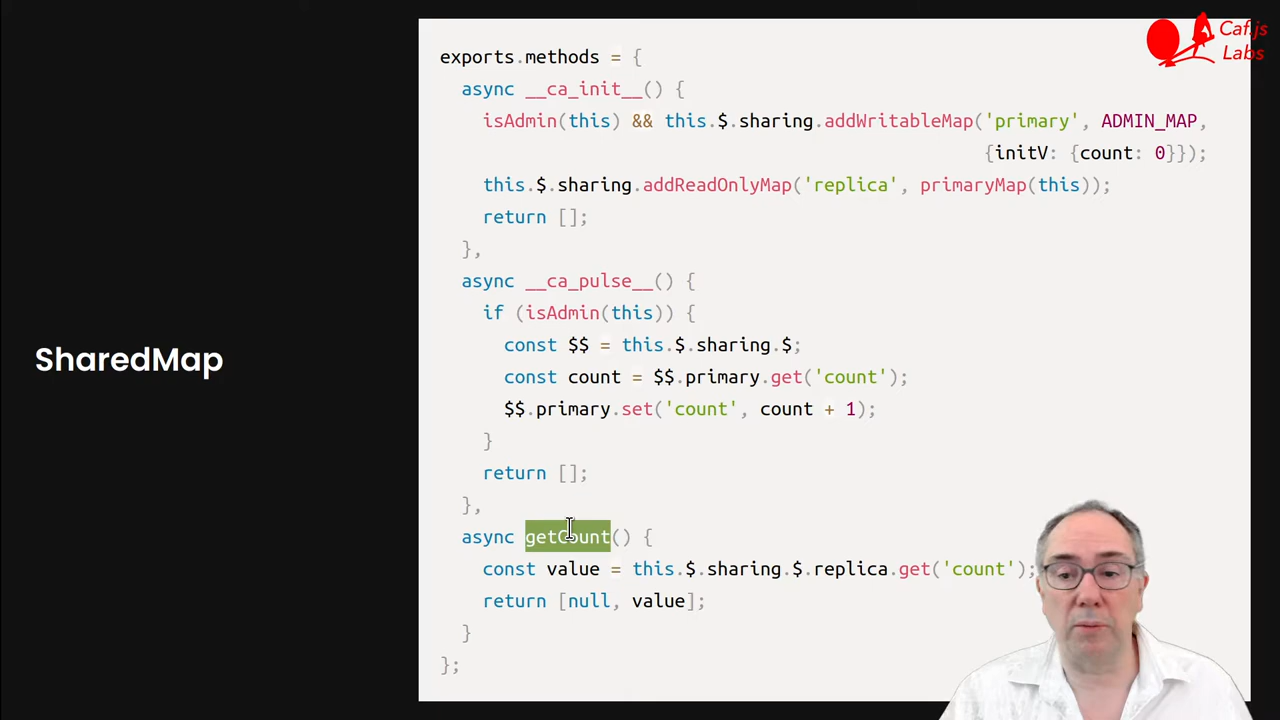 Caf.js
Labs
SharedMap
exports.methods = {
  async __ca_init__() {
    isAdmin(this) && this.$.sharing.addWritableMap('primary', ADMIN_MAP,
                                                   {initV: {count: 0}});
    this.$.sharing.addReadOnlyMap('replica', primaryMap(this));
    return [];
  },
  async __ca_pulse__() {
    if (isAdmin(this)) {
      const $$ = this.$.sharing.$;
      const count = $$.primary.get('count');
      $$.primary.set('count', count + 1);
    }
    return [];
  },
  async getCount() {
    const value = this.$.sharing.$.replica.get('count');
    return [null, value];
  }
};